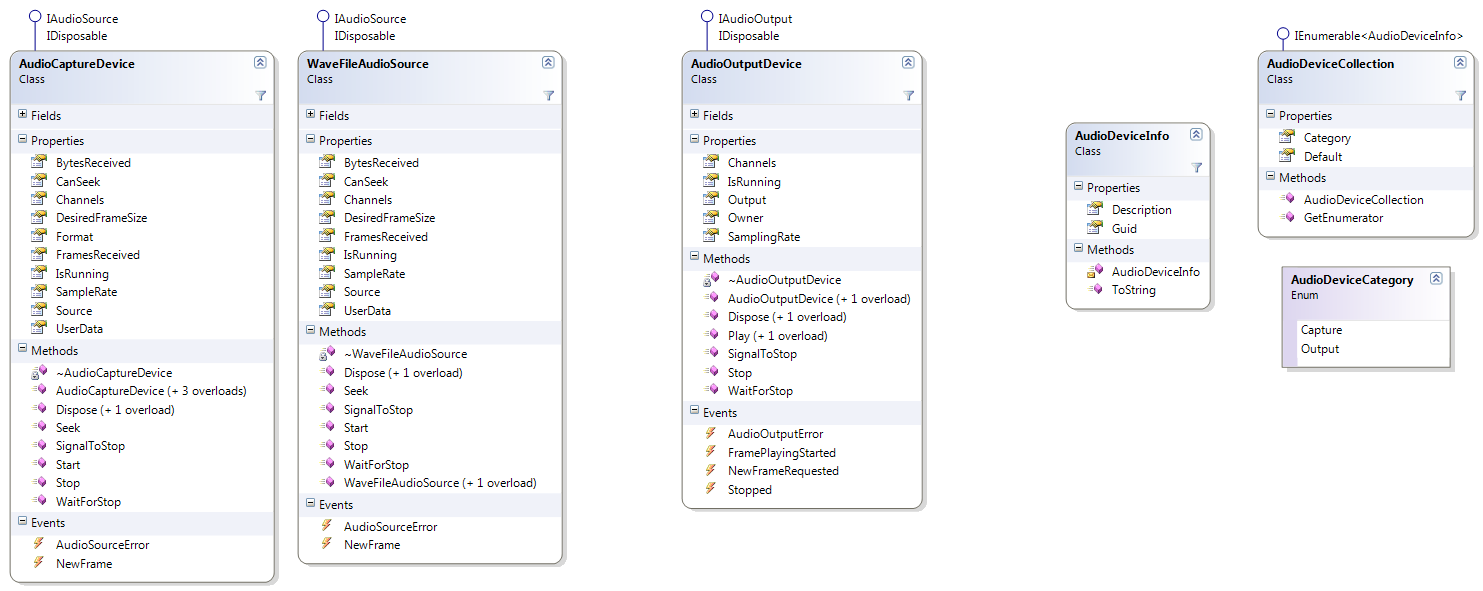 IAudioSource
IDisposable
AudioCaptureDevice
Class
Fields
Properties
BytesReceived
CanSeek
Channels
DesiredFrameSize
Format
FramesReceived
IsRunning
SampleRate
Source
UserData
Methods
~AudioCaptureDevice
AudioCaptureDevice (+ 3 overloads)
Dispose (+ 1 overload)
Seek
SignalToStop
Start
Stop
WaitForStop
Events
AudioSourceError
NewFrame
IAudioSource
IDisposable
WaveFileAudioSource
Class
Fields
Properties
BytesReceived
CanSeek
Channels
DesiredFrameSize
FramesReceived
IsRunning
SampleRate
Source
UserData
Methods
~WaveFileAudioSource
Dispose (+ 1 overload)
Seek
SignalToStop
Start
Stop
WaitForStop
WaveFileAudioSource (+ 1 overload)
Events
AudioSourceError
NewFrame
IAudioOutput
IDisposable
AudioOutputDevice
Class
Fields
Properties
Channels
IsRunning
Output
Owner
SamplingRate
Methods
~AudioOutputDevice
AudioOutputDevice (+ 1 overload)
Dispose (+ 1 overload)
Play (+ 1 overload)
SignalToStop
Stop
WaitForStop
Events
AudioOutputError
FramePlayingStarted
NewFrameRequested
Stopped
AudioDeviceInfo
Class
Properties
Description
Guid
Methods
AudioDeviceInfo
ToString
IEnumerable<AudioDeviceInfo>
AudioDeviceCollection
Class
Properties
Category
Default
Methods
AudioDeviceCollection
GetEnumerator
AudioDeviceCategory
Enum
Capture
Output